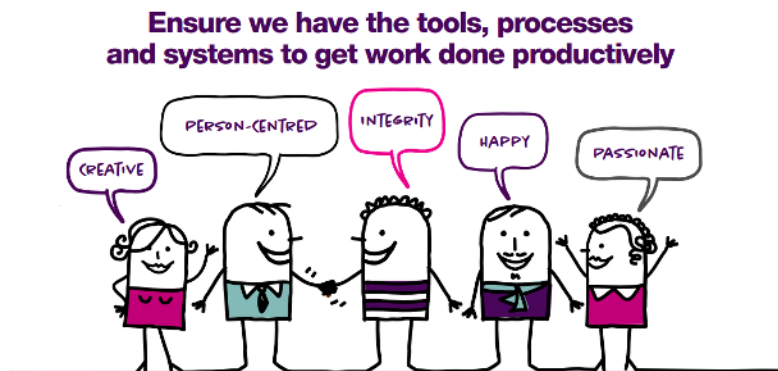 Ensure we have the tools, processes
and systems to get work done productively
CREATIVE
PERSON-CENTRED
INTEGRITY
HAPPY
PASSIONATE